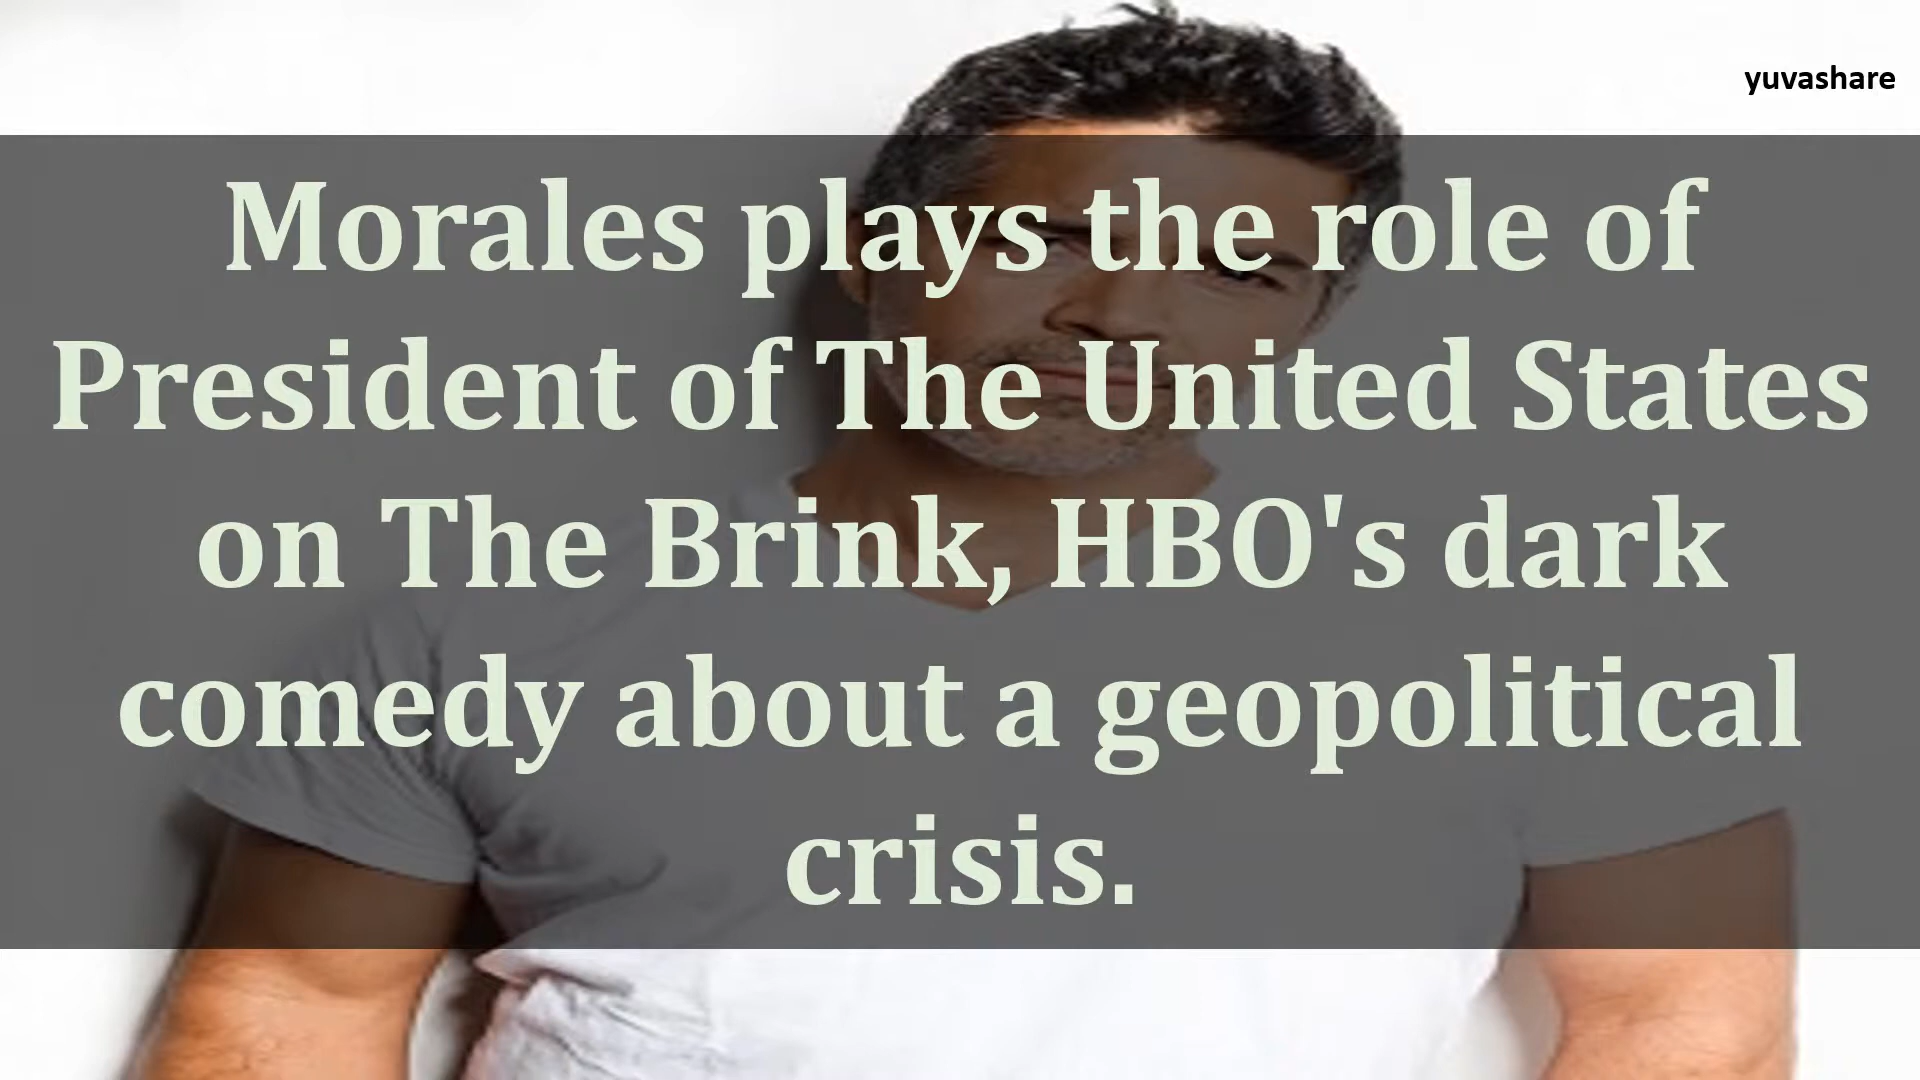 yuvashare
Morales plays the role of
President of The United States
on The Brink, HBO's dark
comedy about a geopolitical
crisis.